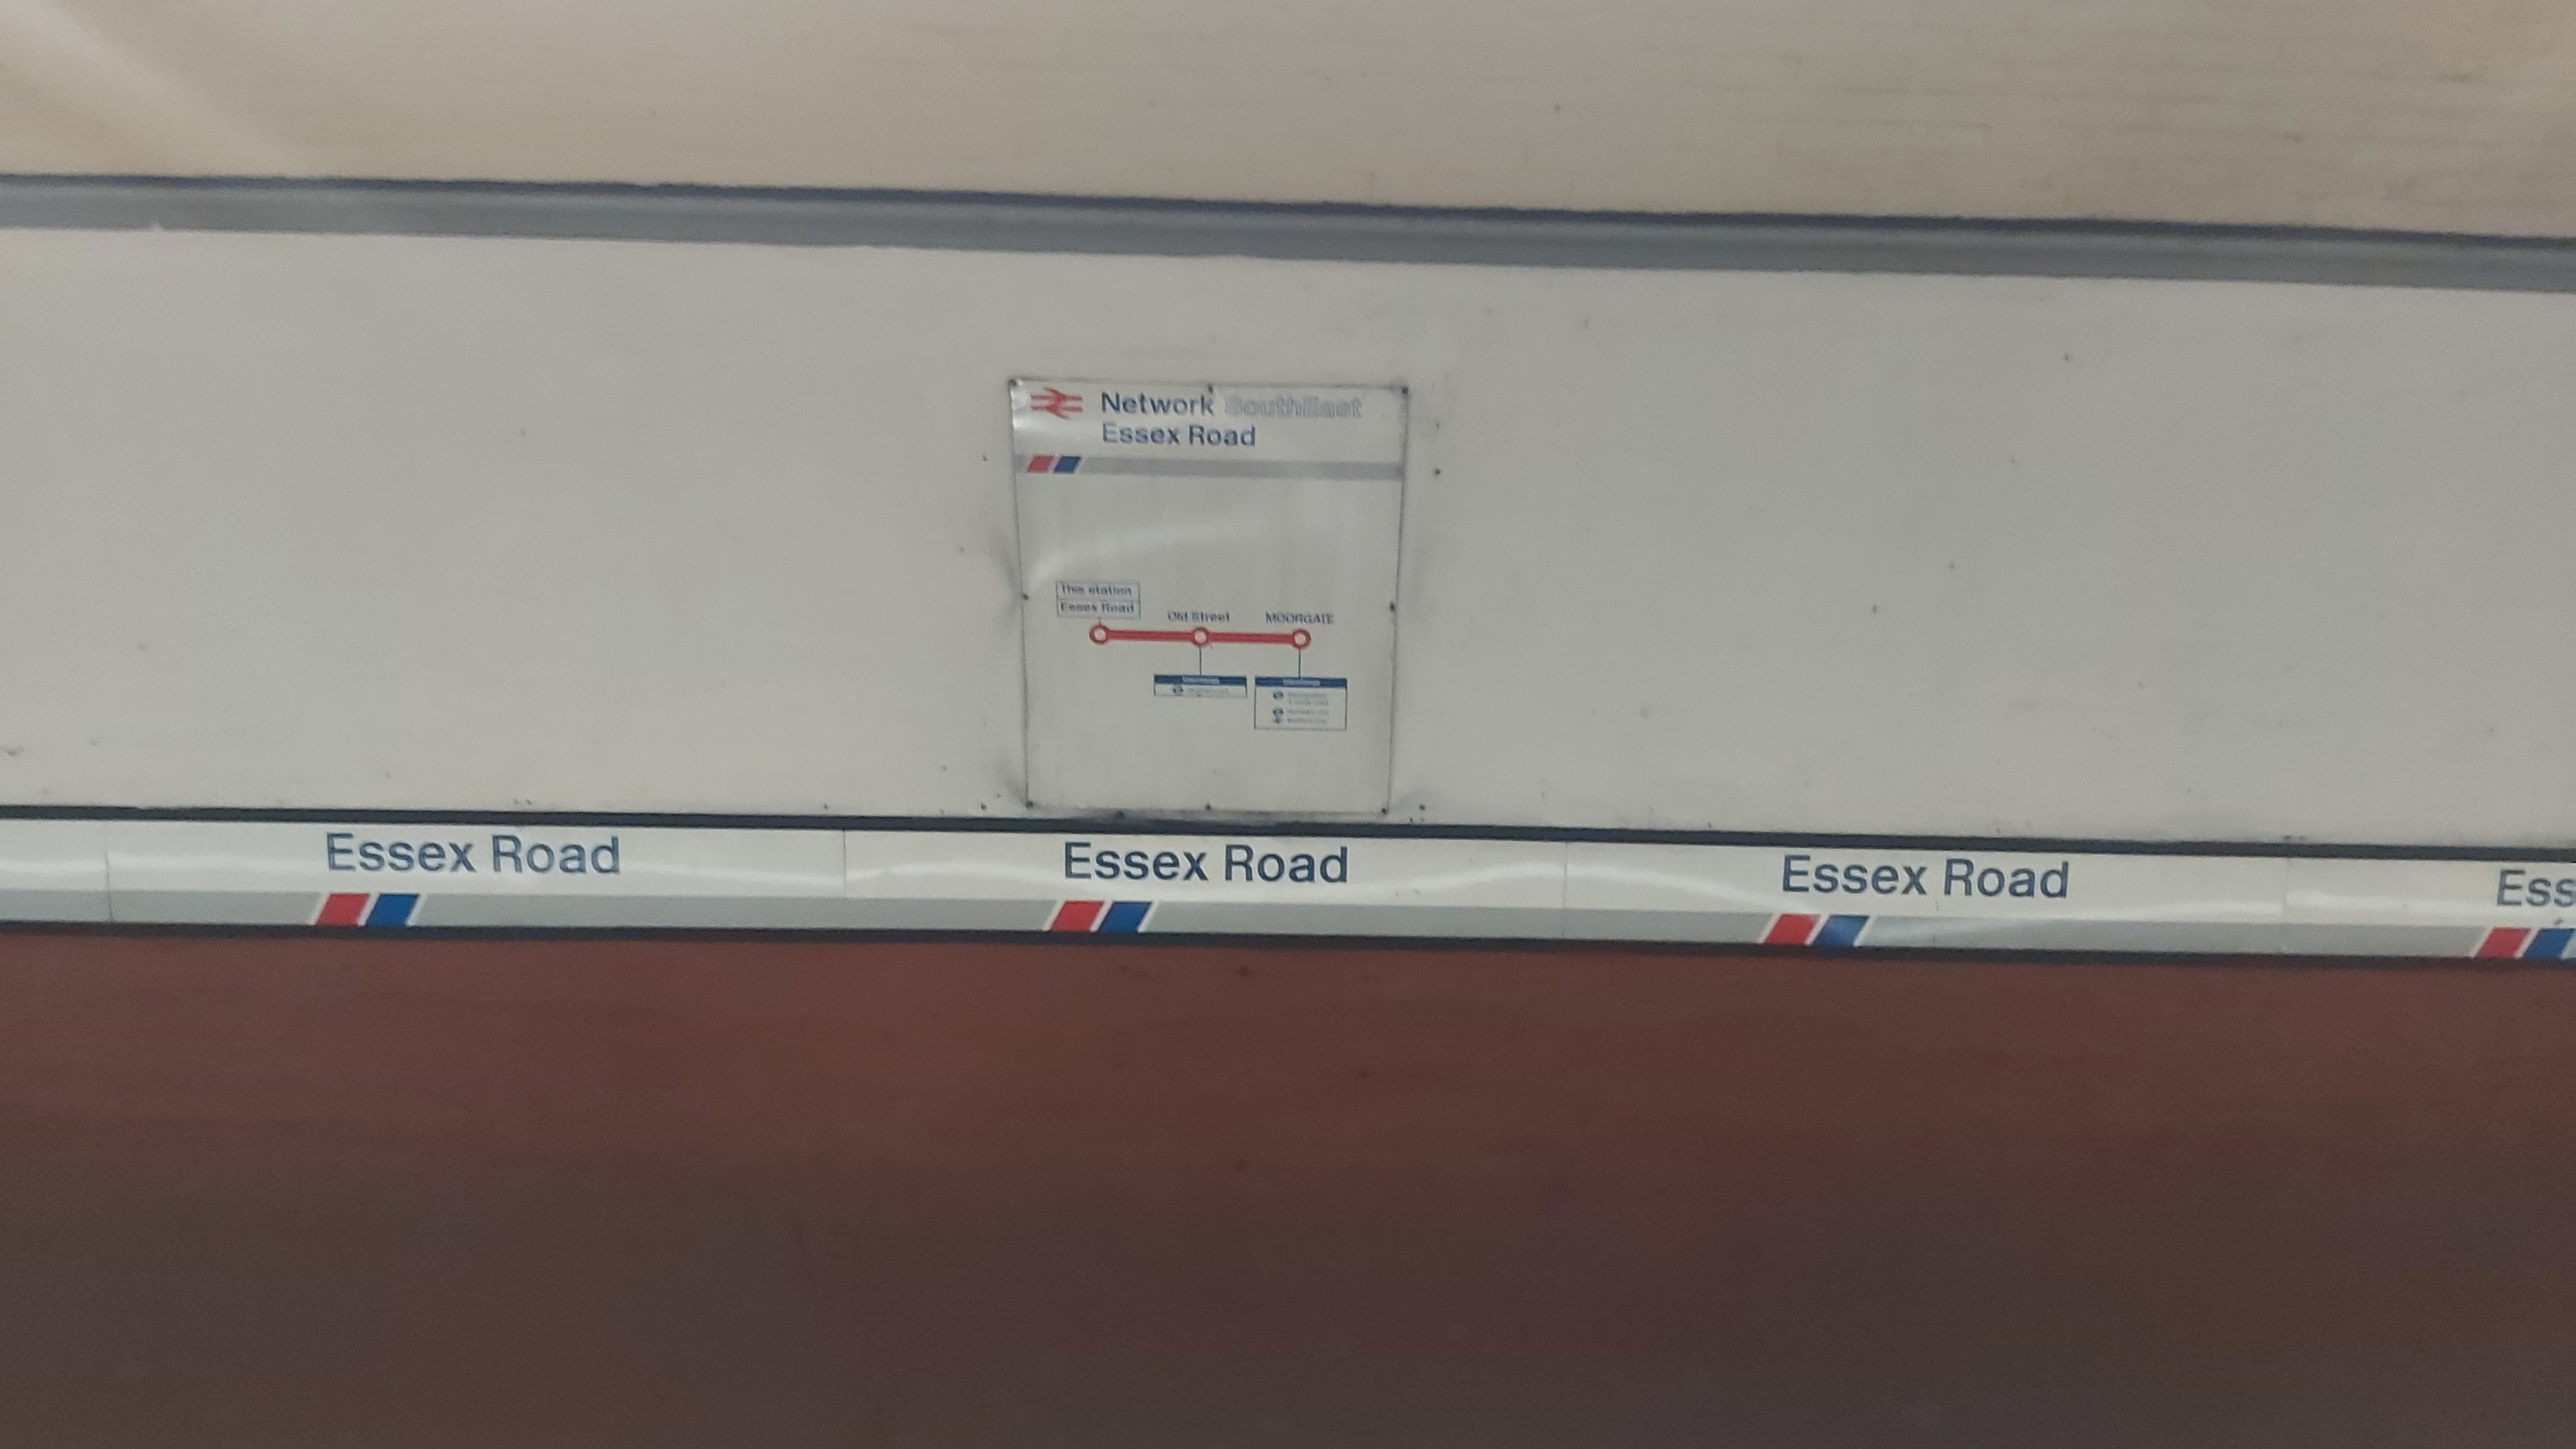 Network SouthEast
Essex Road
This station
Essex Road
Old Street
MOORGATE
Essex Road
Essex Road
Essex Road
Ess